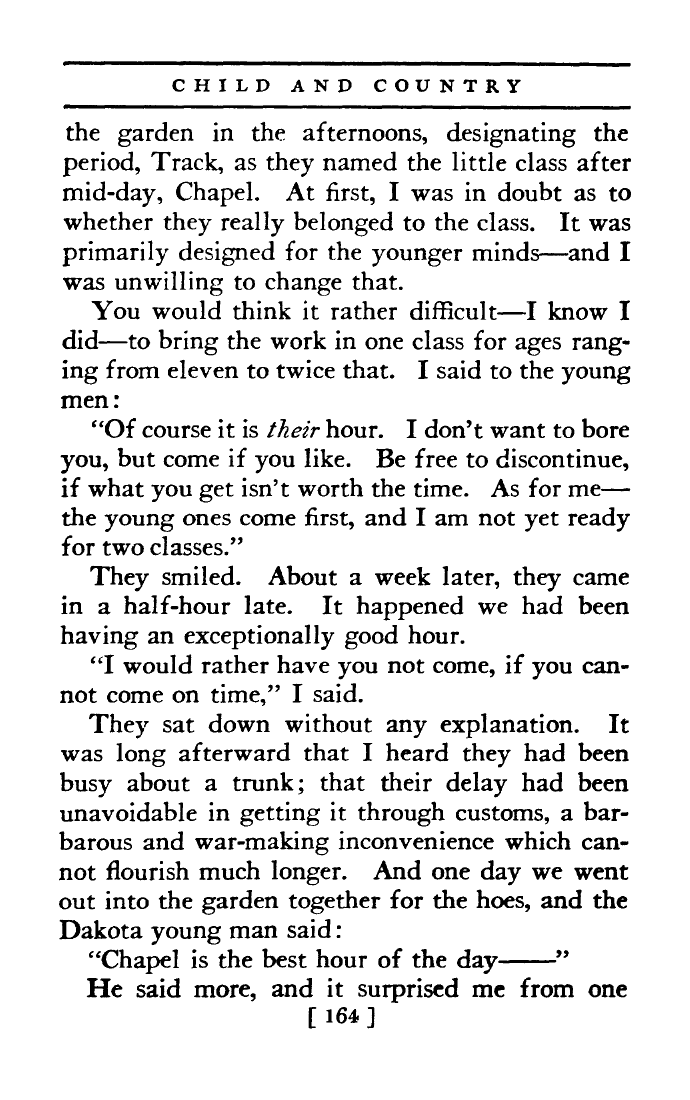 CHILD AND COUNTRY
the garden in the afternoons, designating the
period, Track, as they named the little class after
mid-day, Chapel. At first, I was in doubt as to
whether they really belonged to the class. It was
primarily designed for the younger minds—and I
was unwilling to change that.
You would think it rather difficult—I know I
did—to bring the work in one class for ages rang-
ing from eleven to twice that. I said to the young
men:
“Of course it is their hour. I don’t want to bore
you, but come if you like. Be free to discontinue,
if what you get isn’t worth the time. As for me—
the young ones come first, and I am not yet ready
for two classes.”
They smiled. About a week later, they came
in a half-hour late. It happened we had been
having an exceptionally good hour.
“I would rather have you not come, if you can-
not come on time,” I said.
They sat down without any explanation. It
was long afterward that I heard they had been
busy about a trunk; that their delay had been
unavoidable in getting it through customs, a bar-
barous and war-making inconvenience which can-
not flourish much longer. And one day we went
out into the garden together for the hoes, and the
Dakota young man said:
“Chapel is the best hour of the day——”
He said more, and it surprised me from one
[ 164 ]